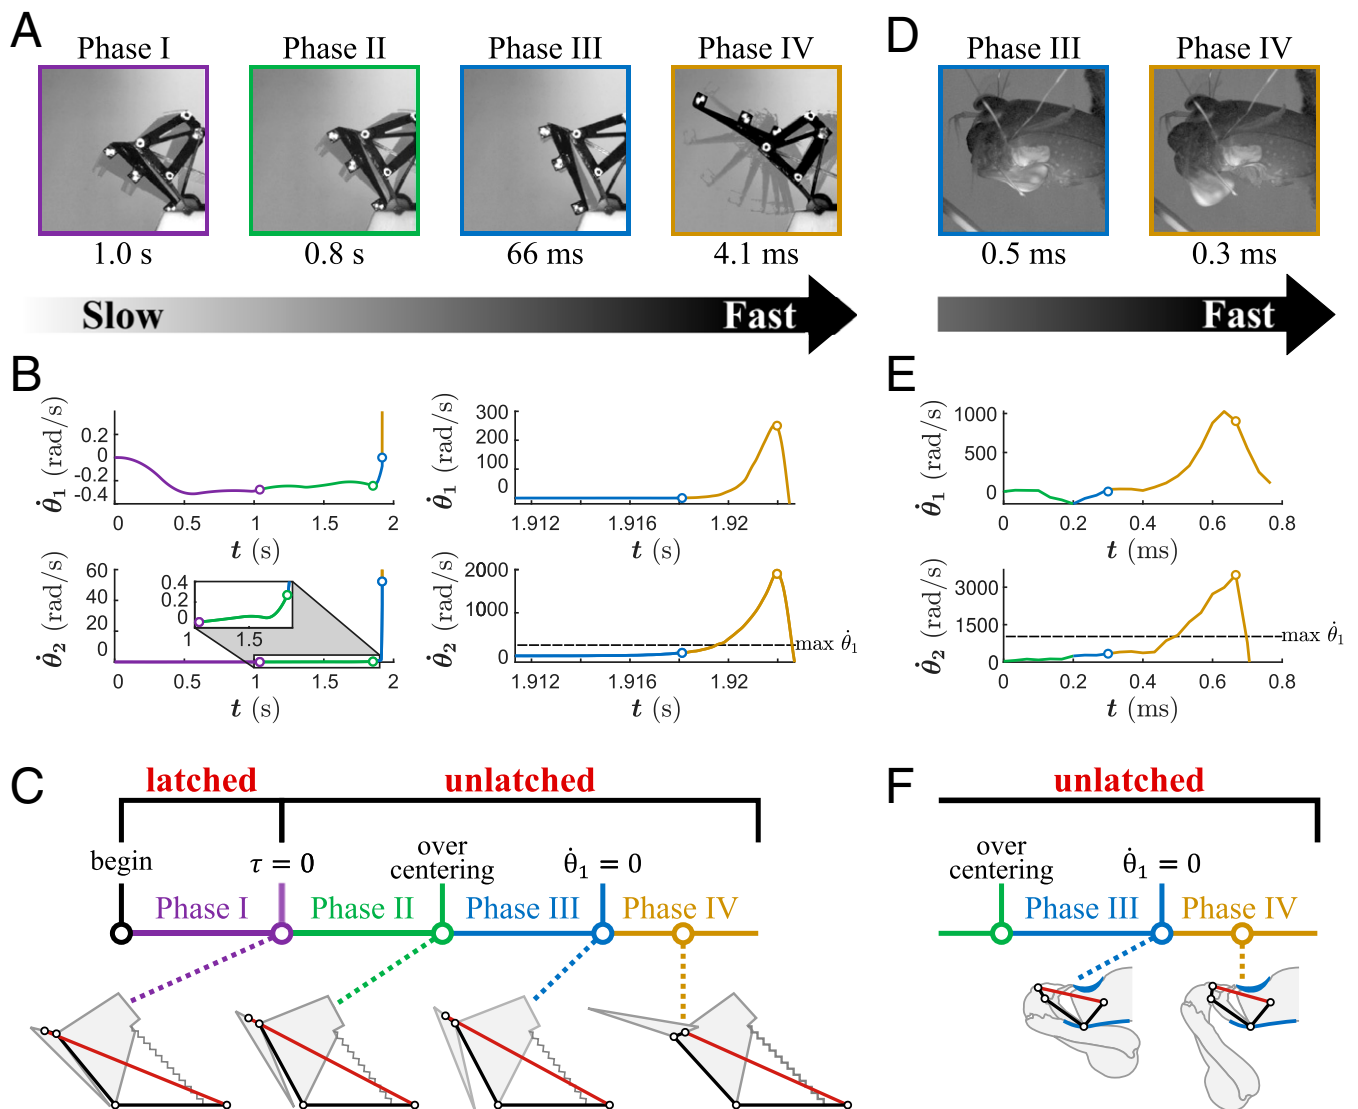 A
Phase I
Phase II
Phase III
Phase IV
1.0 s
0.8 s
66 ms
4.1 ms
Slow
Fast
D
Phase III
Phase IV
0.5 ms
0.3 ms
Fast
B
θ̇₁ (rad/s)
0.2
0
-0.2
-0.4
0
0.5
1
1.5
2
t (s)
θ̇₁ (rad/s)
300
200
100
0
1.912
1.916
1.92
t (s)
θ̇₂ (rad/s)
60
40
20
0
0.4
0.2
0
1
1.5
0
0.5
1
1.5
2
t (s)
θ̇₂ (rad/s)
2000
1000
0
max θ̇₁
1.912
1.916
1.92
t (s)
E
θ̇₁ (rad/s)
1000
500
0
0
0.2
0.4
0.6
0.8
t (ms)
θ̇₂ (rad/s)
3000
1500
0
max θ̇₁
0
0.2
0.4
0.6
0.8
t (ms)
C
latched
unlatched
begin
τ = 0
over
centering
θ̇₁ = 0
Phase I
Phase II
Phase III
Phase IV
F
unlatched
over
centering
θ̇₁ = 0
Phase III
Phase IV